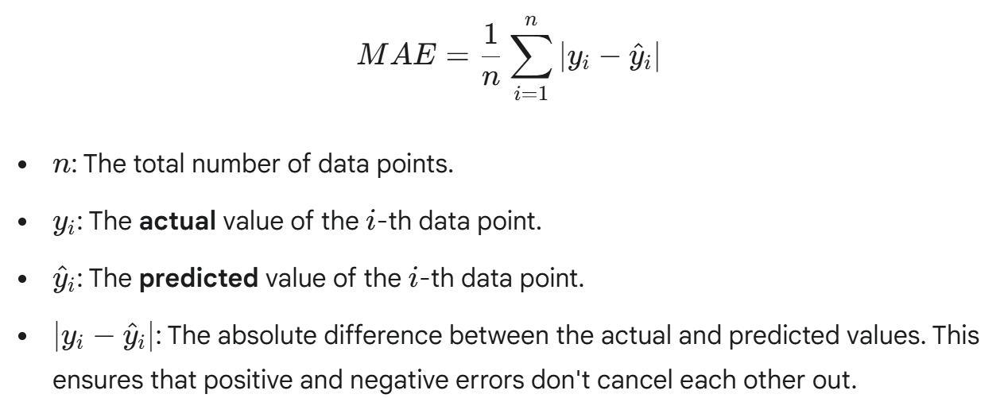 $MAE = \frac{1}{n} \sum_{i=1}^{n} |y_i - \hat{y}_i|$
• $n$: The total number of data points.
• $y_i$: The actual value of the $i$-th data point.
• $\hat{y}_i$: The predicted value of the $i$-th data point.
• $|y_i - \hat{y}_i|$: The absolute difference between the actual and predicted values. This
ensures that positive and negative errors don't cancel each other out.